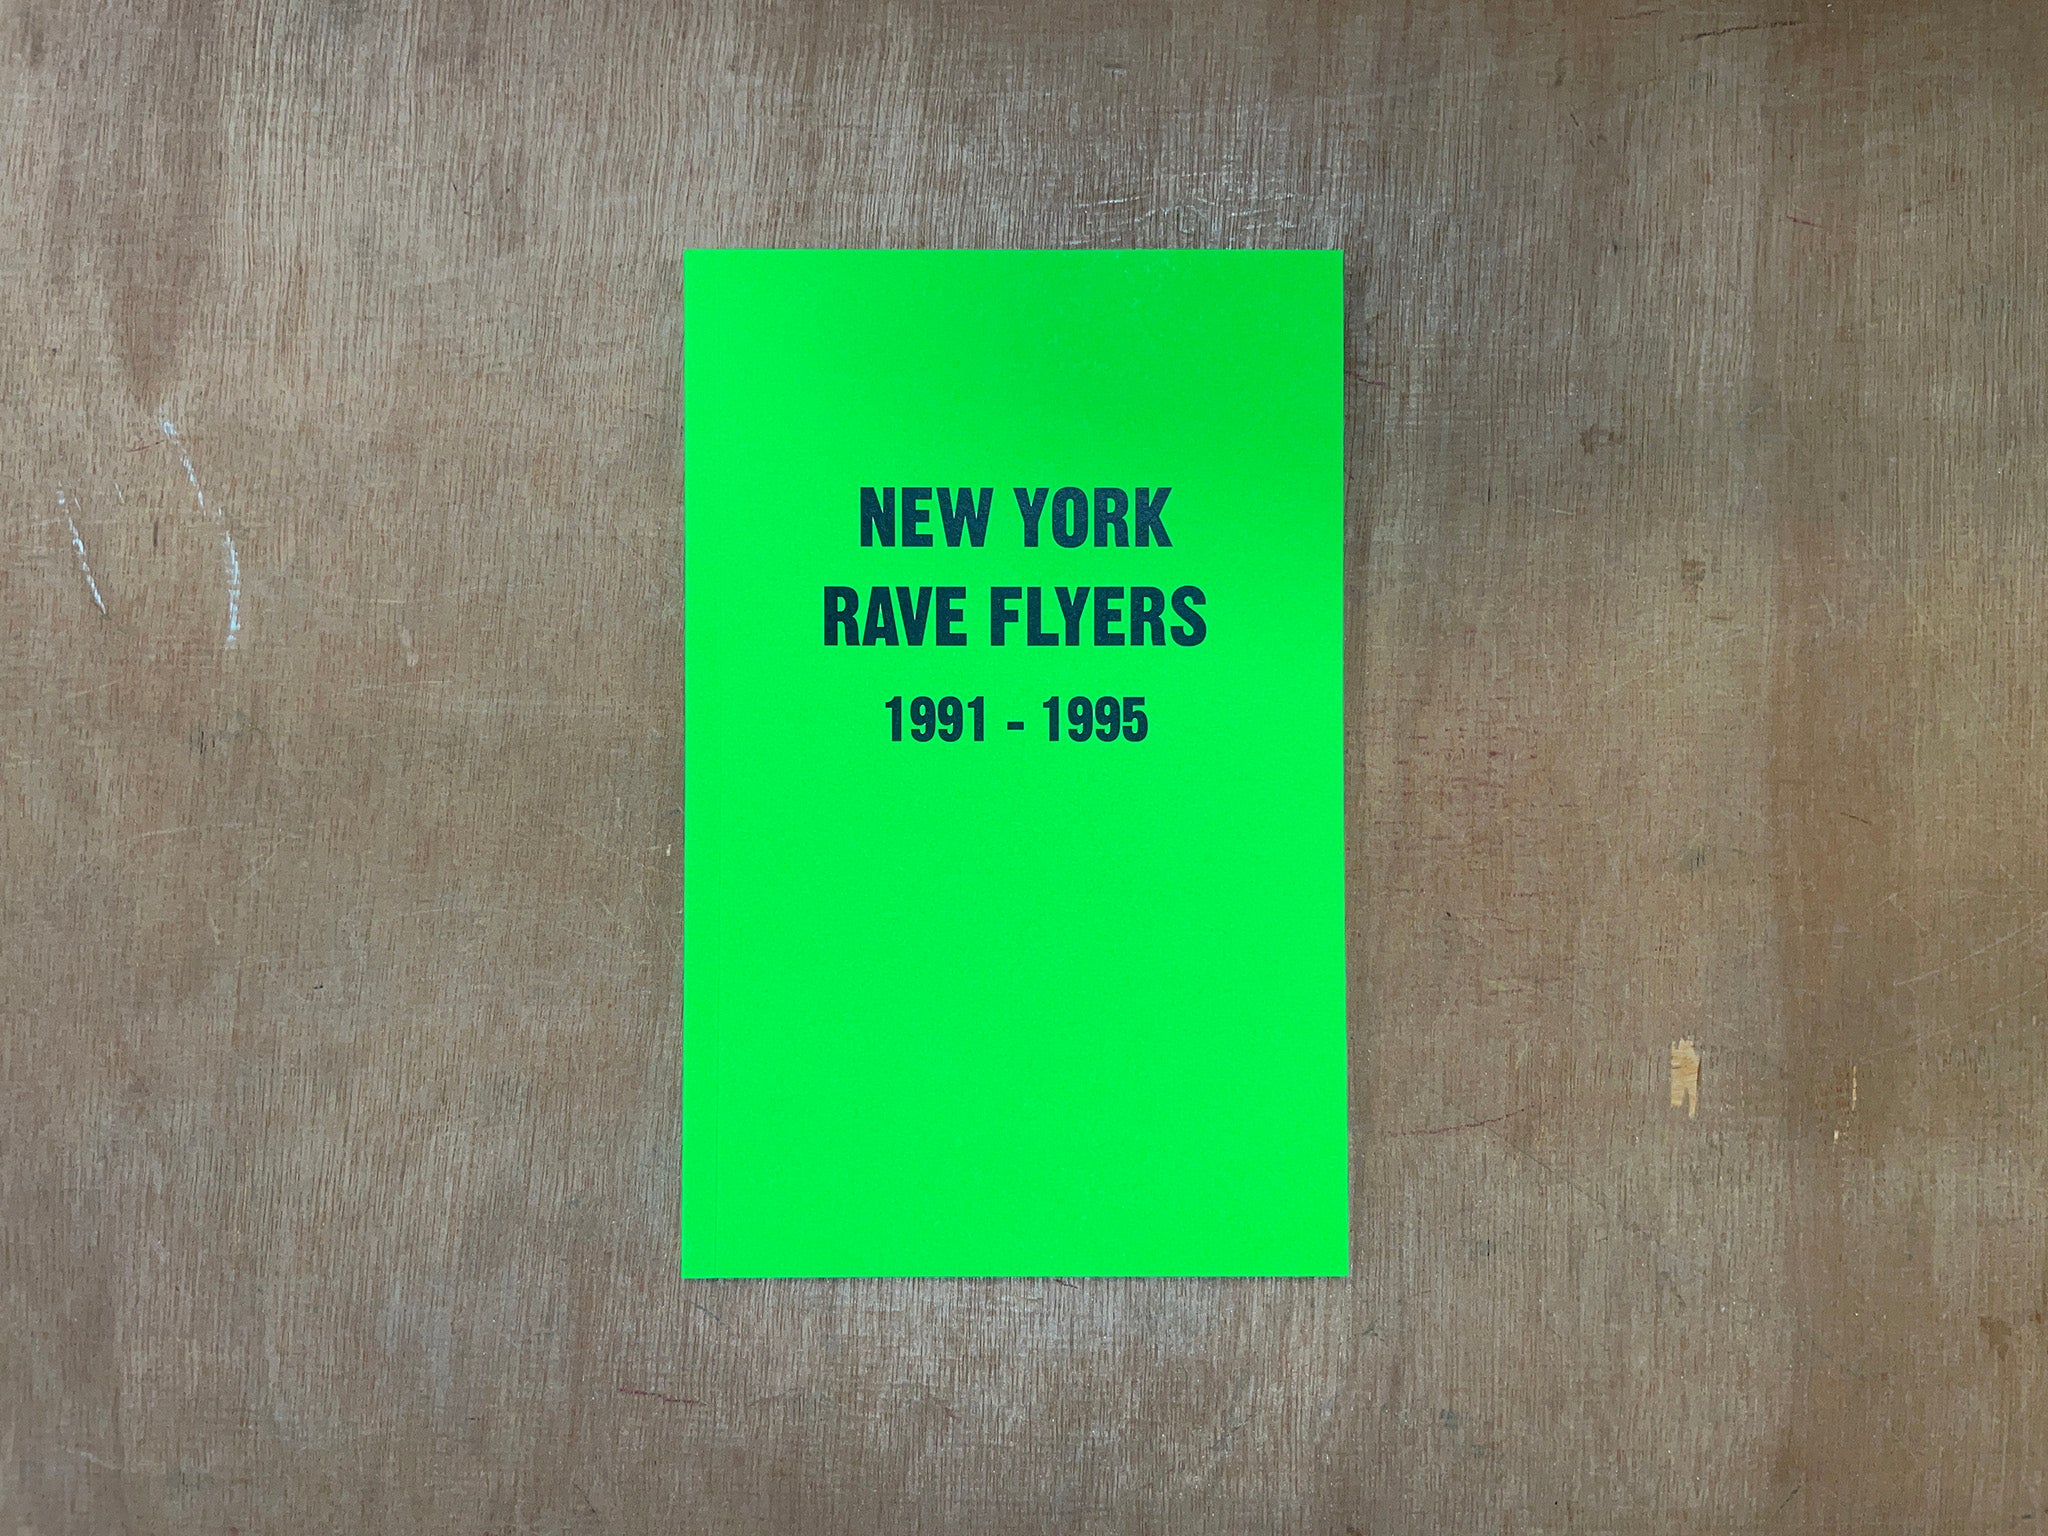 NEW YORK
RAVE FLYERS
1991 - 1995